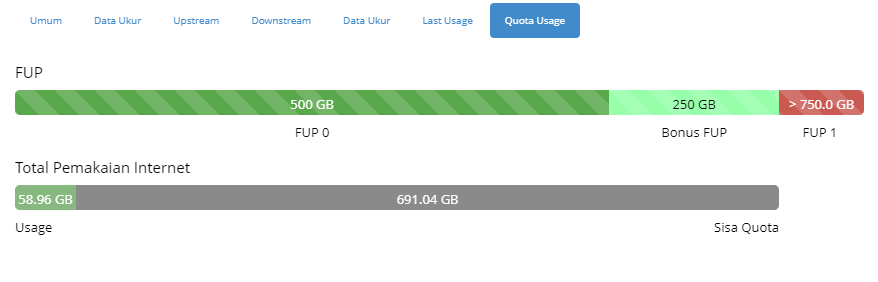 Umum Data Ukur Upstream Downstream Data Ukur Last Usage Quota Usage
FUP
500 GB 250 GB > 750.0 GB
FUP 0 Bonus FUP FUP 1
Total Pemakaian Internet
58.96 GB 691.04 GB
Usage Sisa Quota